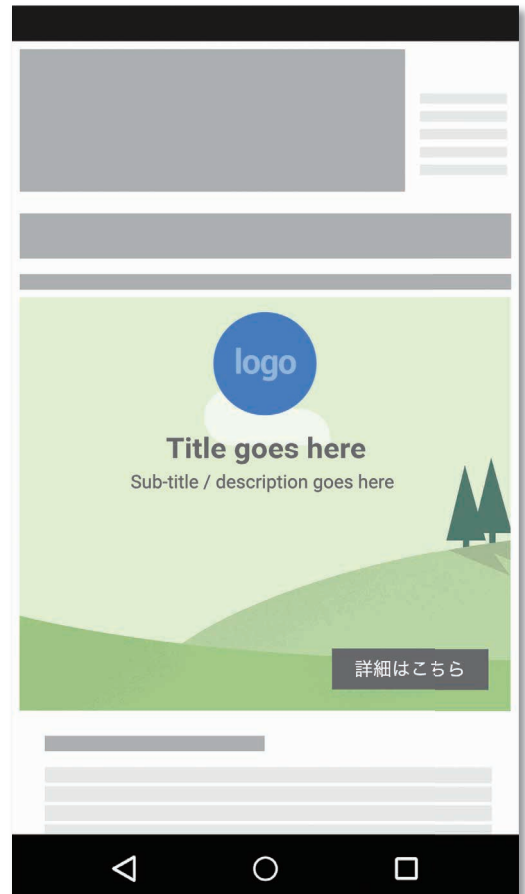 logo
Title goes here
Sub-title / description goes here
詳細はこちら